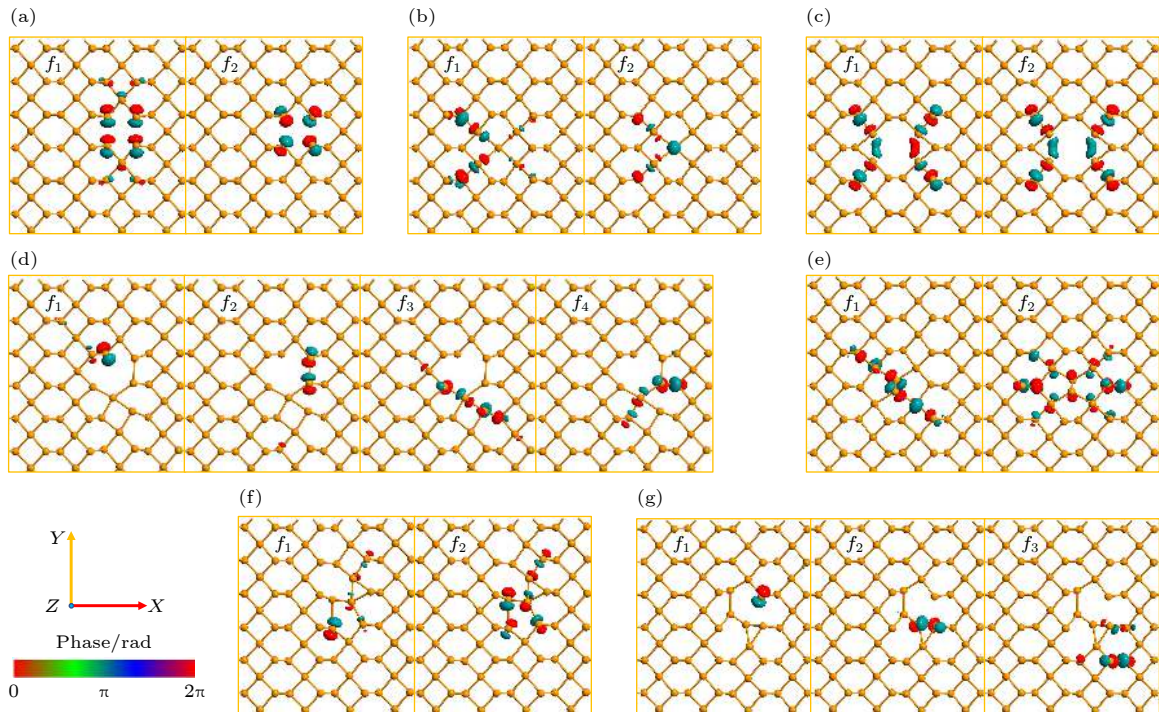 (a)
f1 f2
(b)
f1 f2
(c)
f1 f2
(d)
f1 f2 f3 f4
(e)
f1 f2
(f)
f1 f2
(g)
f1 f2 f3
Y
Z X
Phase/rad
0 π 2π